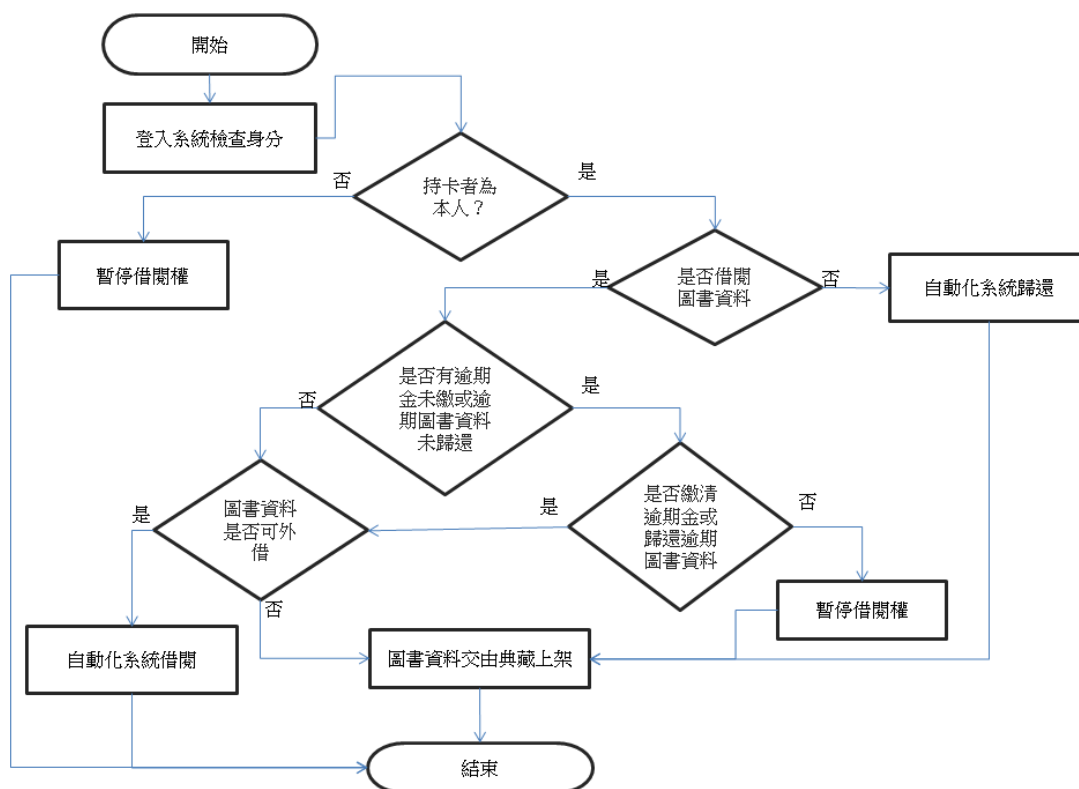 開始
登入系統檢查身分
持卡者為
本人？
否
是
暫停借閱權
是否借閱
圖書資料
是
否
自動化系統歸還
是否有逾期
金未繳或逾
期圖書資料
未歸還
否
是
圖書資料
是否可外
借
是
否
是否繳清
逾期金或
歸還逾期
圖書資料
是
否
暫停借閱權
自動化系統借閱
圖書資料交由典藏上架
結束